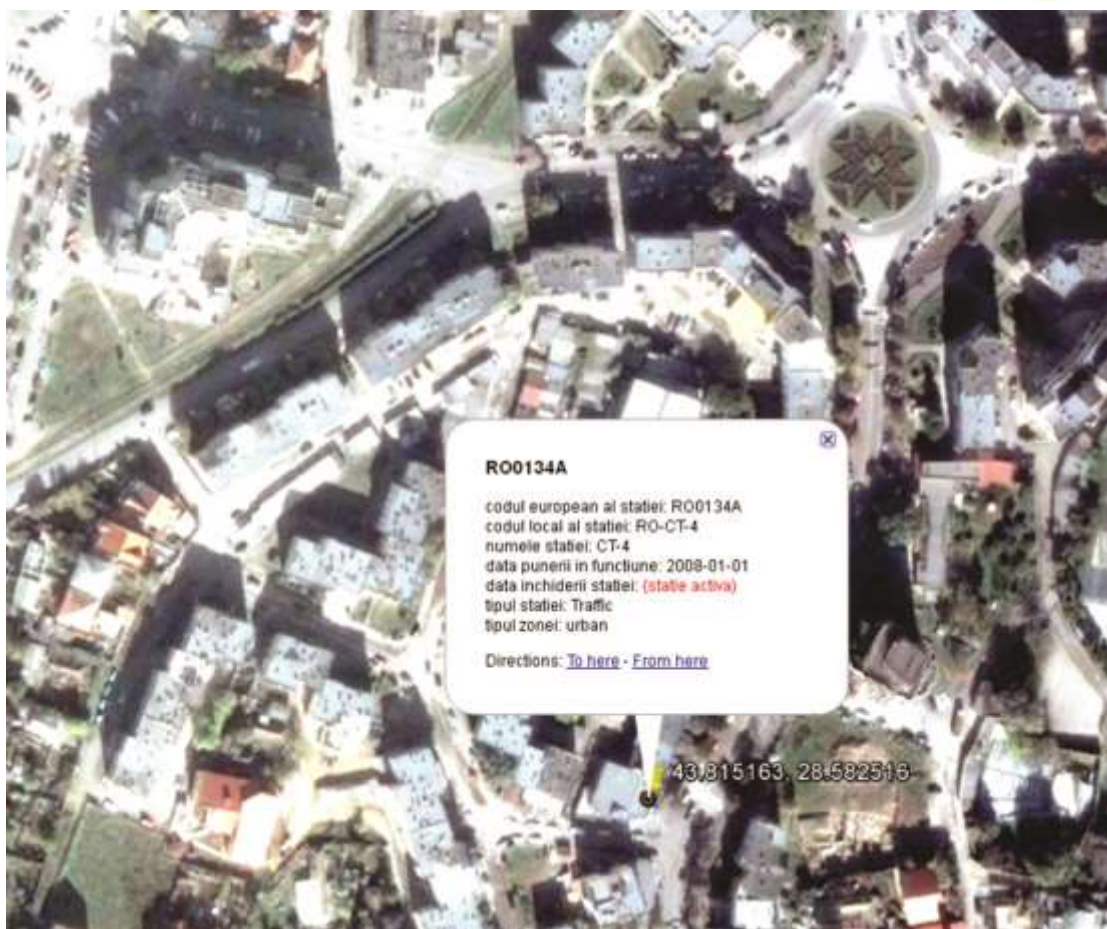 RO0134A
codul european al statiei: RO0134A
codul local al statiei: RO-CT-4
numele statiei: CT-4
data punerii in functiune: 2008-01-01
data inchiderii statiei: (statie activa)
tipul statiei: Traffic
tipul zonei: urban
Directions: To here - From here
43.815163, 28.582516